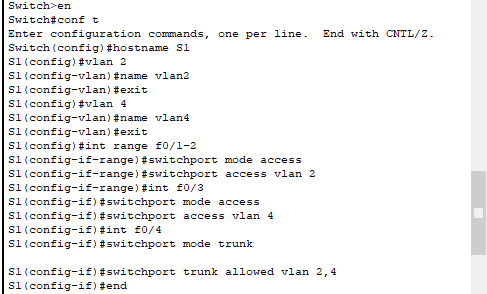 Switch>en
Switch#conf t
Enter configuration commands, one per line.  End with CNTL/Z.
Switch(config)#hostname S1
S1(config)#vlan 2
S1(config-vlan)#name vlan2
S1(config-vlan)#exit
S1(config)#vlan 4
S1(config-vlan)#name vlan4
S1(config-vlan)#exit
S1(config)#int range f0/1-2
S1(config-if-range)#switchport mode access
S1(config-if-range)#switchport access vlan 2
S1(config-if-range)#int f0/3
S1(config-if)#switchport mode access
S1(config-if)#switchport access vlan 4
S1(config-if)#int f0/4
S1(config-if)#switchport mode trunk

S1(config-if)#switchport trunk allowed vlan 2,4
S1(config-if)#end